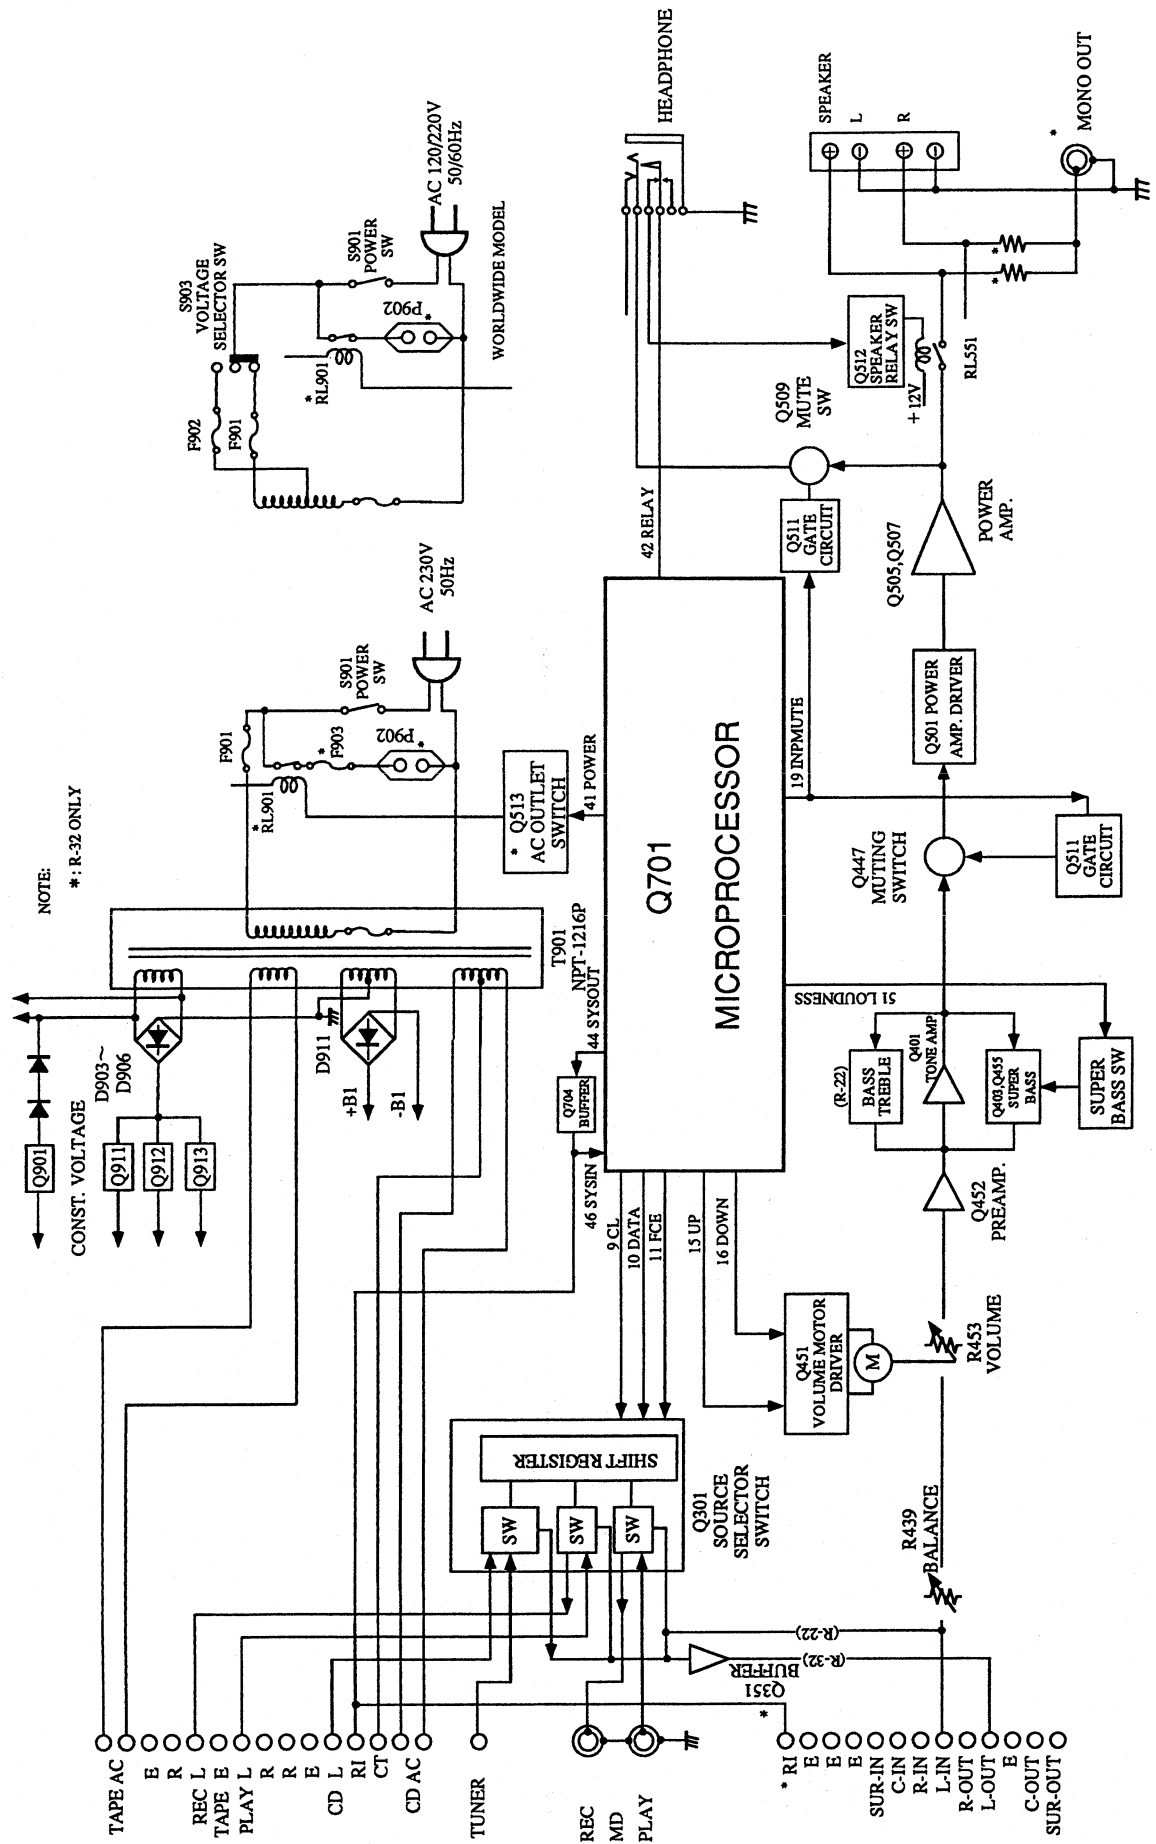 NOTE:
*: R-32 ONLY
S903
VOLTAGE
SELECTOR SW
F902
F901
* RL901
S901
POWER
SW
P902 *
AC 120/220V
50/60Hz
WORLDWIDE MODEL
F901
* RL901
* F903
S901
POWER
SW
P902 *
AC 230V
50Hz
* Q513
AC OUTLET
SWITCH
T901
NPT-1216P
D903~
D906
D911
+B1
-B1
Q901
CONST. VOLTAGE
Q911
Q912
Q913
Q704
BUFFER
44 SYSOUT
46 SYSIN
41 POWER
42 RELAY
9 CL
10 DATA
11 FCE
15 UP
16 DOWN
19 INPMUTE
51 LOUDNESS
Q701
MICROPROCESSOR
HEADPHONE
SPEAKER
L
R
+
-
+
-
* MONO OUT
*
*
Q512
SPEAKER
RELAY SW
+12V
RL551
Q509
MUTE
SW
Q511
GATE
CIRCUIT
Q505,Q507
POWER
AMP.
Q501 POWER
AMP. DRIVER
Q447
MUTING
SWITCH
Q511
GATE
CIRCUIT
(R-22)
BASS
TREBLE
Q401
TONE AMP
Q403,Q455
SUPER
BASS
SUPER
BASS SW
Q452
PREAMP.
Q451
VOLUME MOTOR
DRIVER
M
R453
VOLUME
R439
BALANCE
SHIFT REGISTER
SW
SW
SW
Q301
SOURCE
SELECTOR
SWITCH
(R-22)
(R-32)
* Q351
BUFFER
TAPE AC
E
R
REC L
TAPE E
PLAY L
R
R
E
CD L
RI
CT
CD AC
TUNER
REC
MD
PLAY
* RI
E
E
E
SUR-IN
C-IN
R-IN
L-IN
R-OUT
L-OUT
E
C-OUT
SUR-OUT